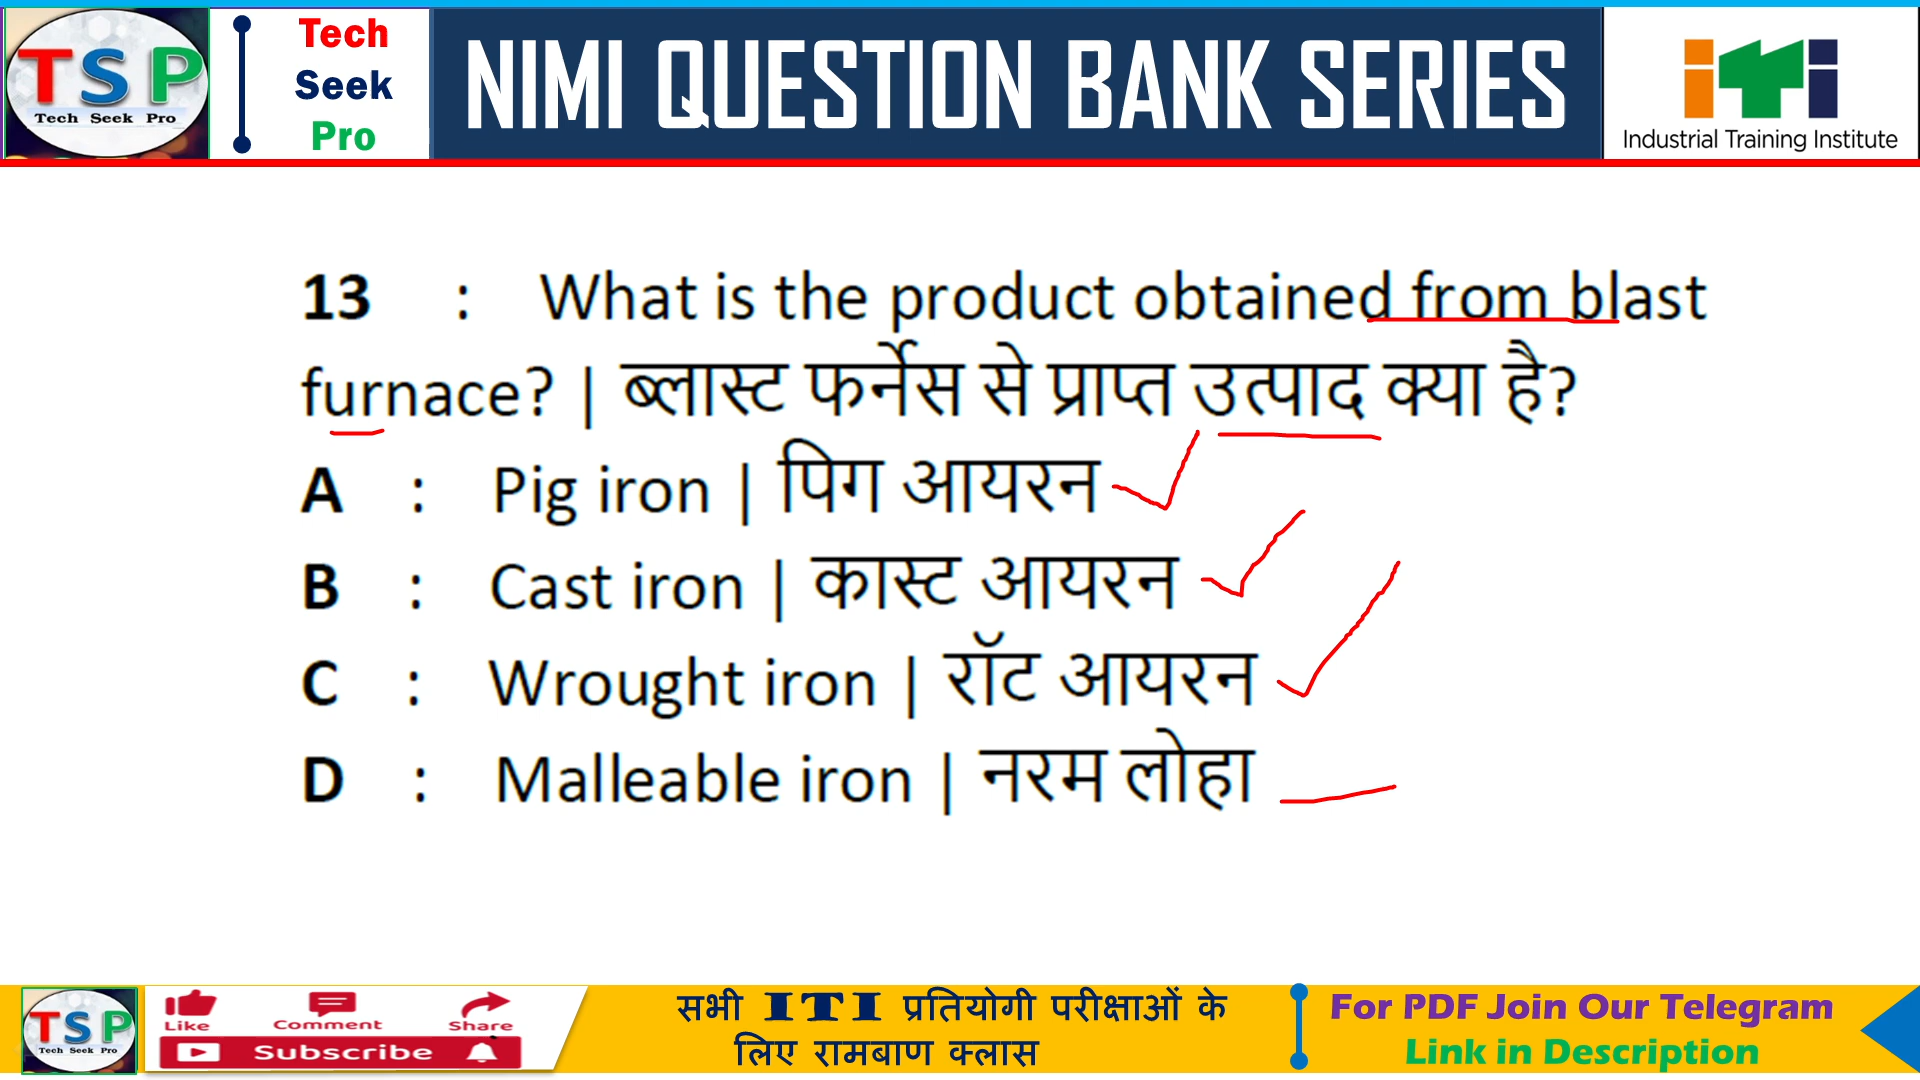 TSP
Tech Seek Pro
Tech
Seek
Pro
NIMI QUESTION BANK SERIES
iTi
Industrial Training Institute
13 : What is the product obtained from blast
furnace? | ब्लास्ट फर्नेस से प्राप्त उत्पाद क्या है?
A : Pig iron | पिग आयरन
B : Cast iron | कास्ट आयरन
C : Wrought iron | रॉट आयरन
D : Malleable iron | नरम लोहा
TSP
Tech Seek Pro
Like Comment Share
Subscribe
सभी ITI प्रतियोगी परीक्षाओं के
लिए रामबाण क्लास
For PDF Join Our Telegram
Link in Description